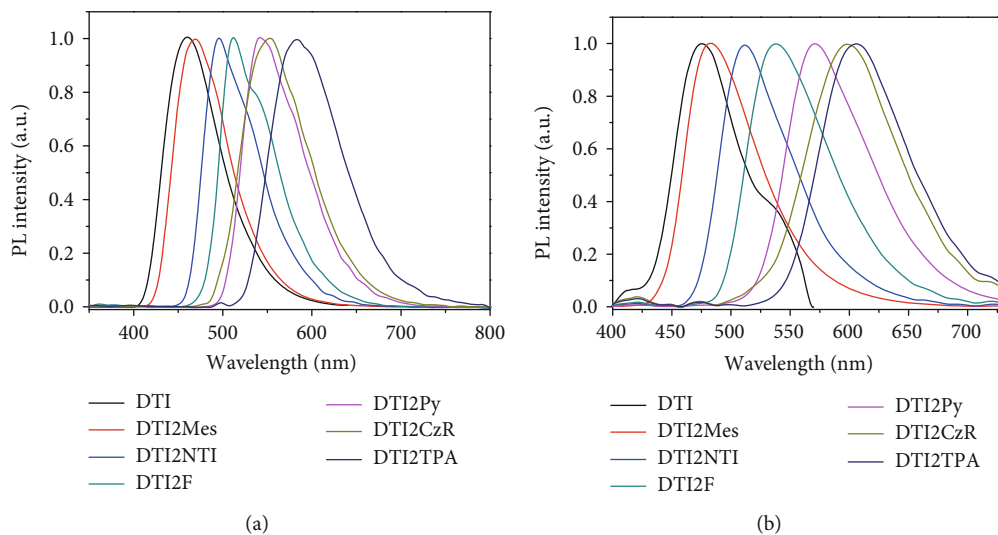 1.0
0.8
0.6
0.4
0.2
0.0
PL intensity (a.u.)
400 500 600 700 800
Wavelength (nm)
DTI
DTI2Mes
DTI2NTI
DTI2F
DTI2Py
DTI2CzR
DTI2TPA
(a)
1.0
0.8
0.6
0.4
0.2
0.0
PL intensity (a.u.)
400 450 500 550 600 650 700
Wavelength (nm)
DTI
DTI2Mes
DTI2NTI
DTI2F
DTI2Py
DTI2CzR
DTI2TPA
(b)